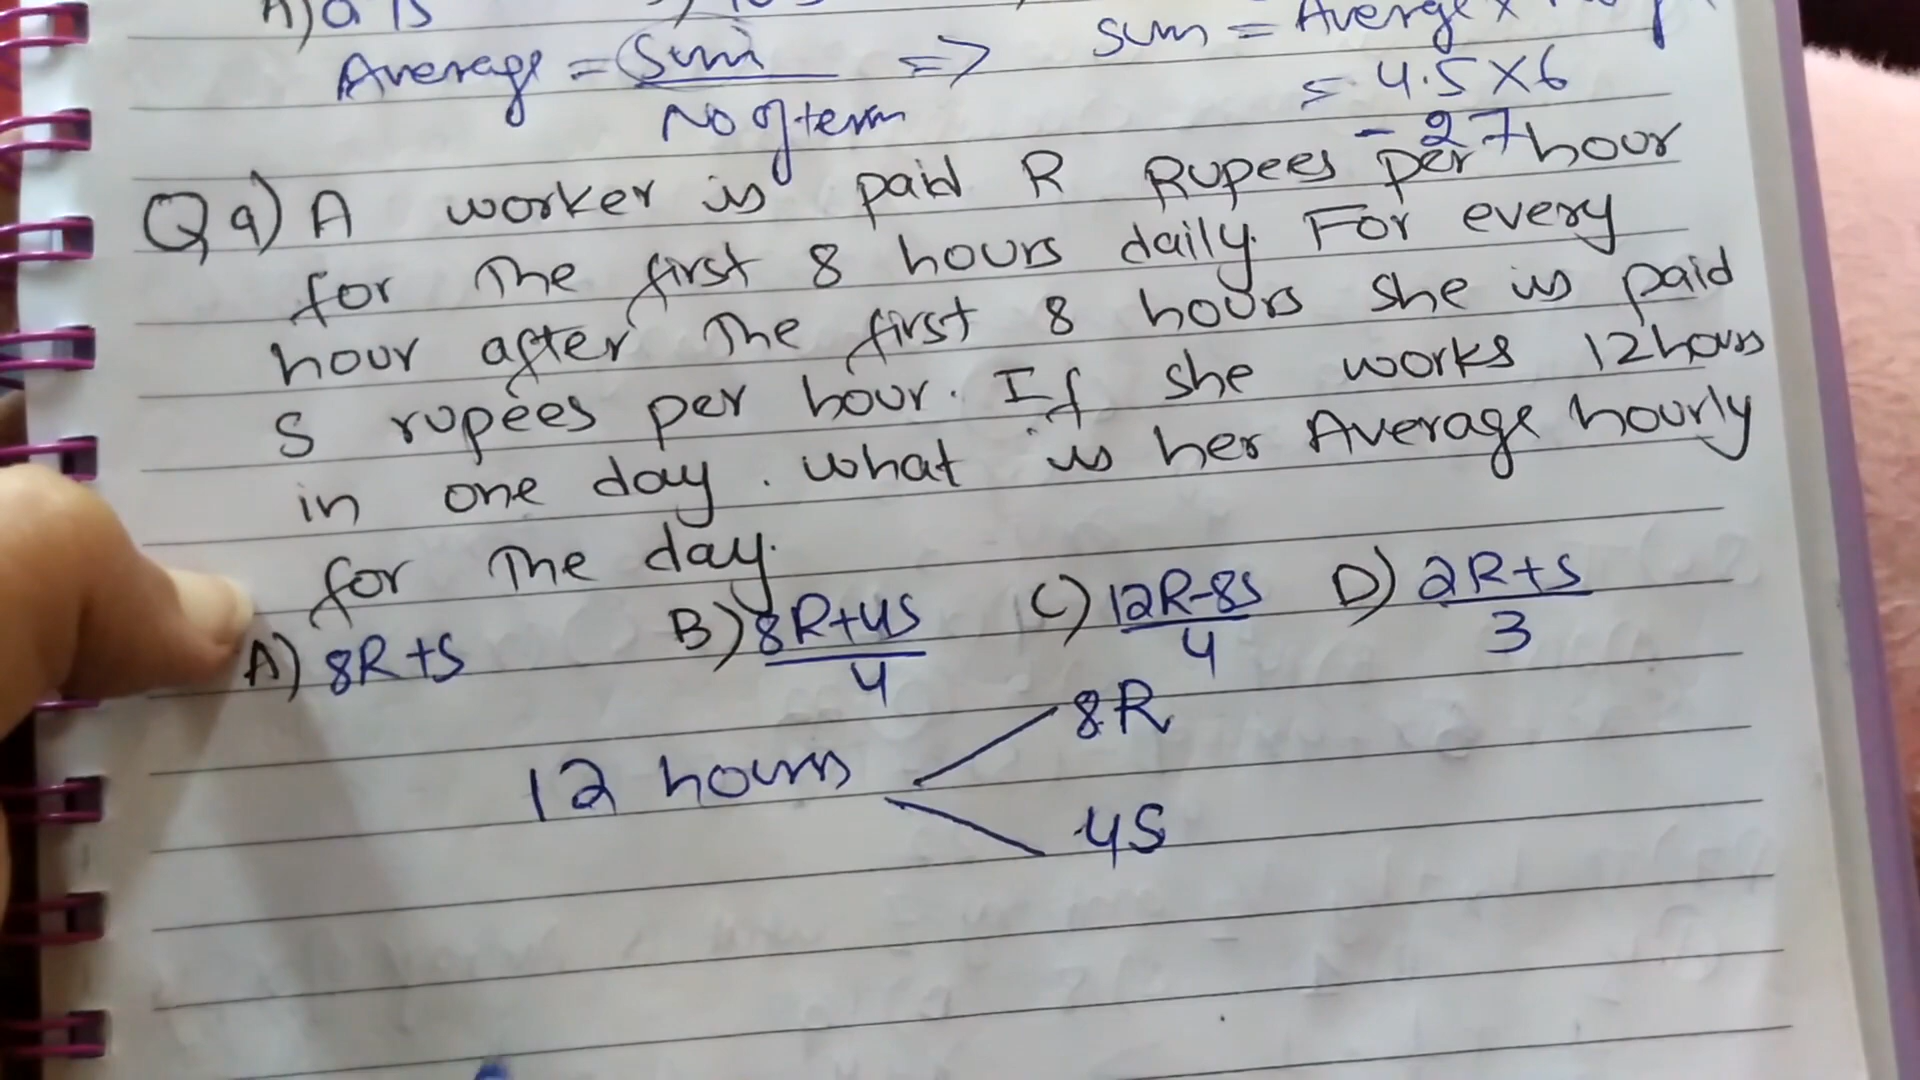 Average = Sum => sum = Average ×
No of term = 4.5 × 6
- 27
Q 9) A worker is paid R Rupees per hour
for the first 8 hours daily. For every
hour after the first 8 hours she is paid
S rupees per hour. If she works 12 hours
in one day. what is her Average hourly
for the day.
A) 8R+S B) 8R+4S/4 C) 12R-8S/4 D) 2R+S/3
12 hours 8R
4S